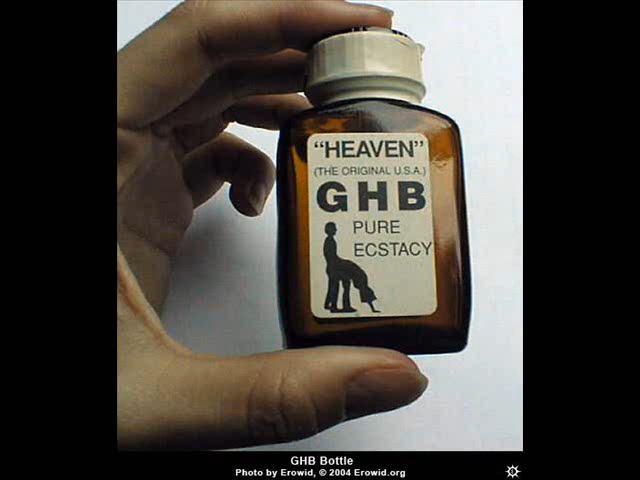 "HEAVEN"
(THE ORIGINAL U.S.A.)
GHB
PURE
ECSTACY
GHB Bottle
Photo by Erowid, © 2004 Erowid.org